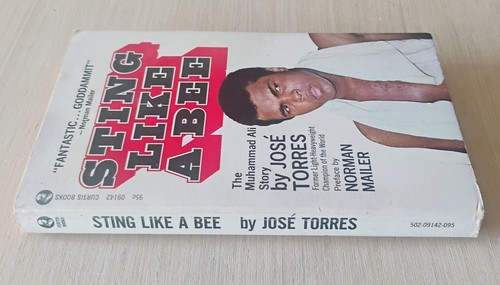 "FANTASTIC...GODDAMMIT"
—Norman Mailer
STING
LIKE
A BEE
The
Muhammad Ali
Story
by JOSÉ
TORRES
Former Light-Heavyweight
Champion of the World
Preface by
NORMAN
MAILER
95c 09142 CURTIS BOOKS
STING LIKE A BEE by JOSÉ TORRES
502-09142-095